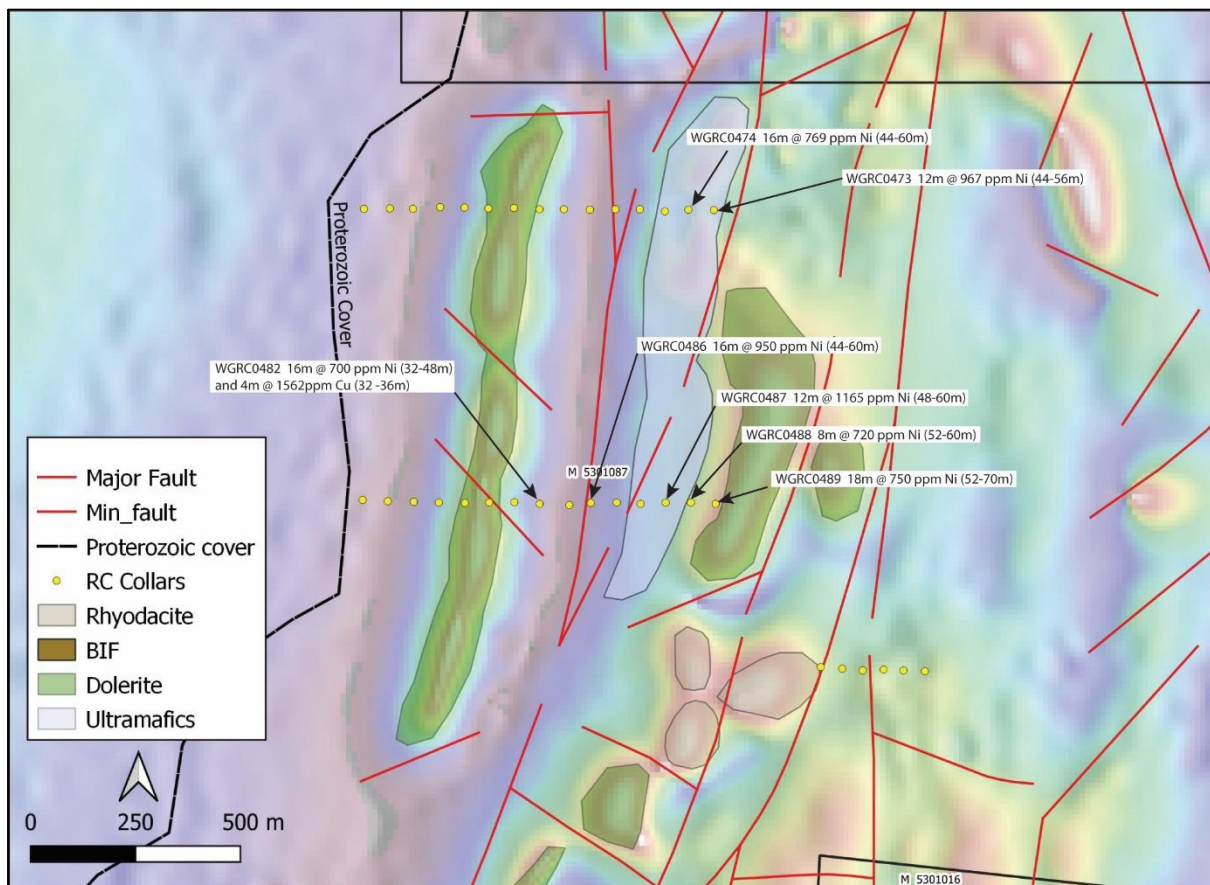 WGRC0474  16m @ 769 ppm Ni (44-60m)
WGRC0473  12m @ 967 ppm Ni (44-56m)
Proterozoic Cover
WGRC0486  16m @ 950 ppm Ni (44-60m)
WGRC0482  16m @ 700 ppm Ni (32-48m)
and 4m @ 1562ppm Cu (32 -36m)
WGRC0487  12m @ 1165 ppm Ni (48-60m)
WGRC0488  8m @ 720 ppm Ni (52-60m)
M 5301087
WGRC0489  18m @ 750 ppm Ni (52-70m)
Major Fault
Min_fault
Proterozoic cover
RC Collars
Rhyodacite
BIF
Dolerite
Ultramafics
0 250 500 m
M 5301016